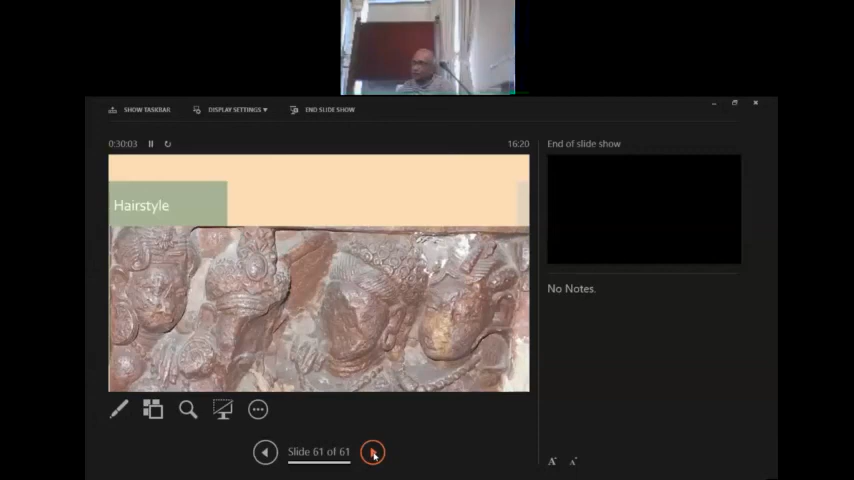 SHOW TASKBAR
DISPLAY SETTINGS ▾
END SLIDE SHOW
0:30:03
16:20
End of slide show
Hairstyle
No Notes.
Slide 61 of 61
A A